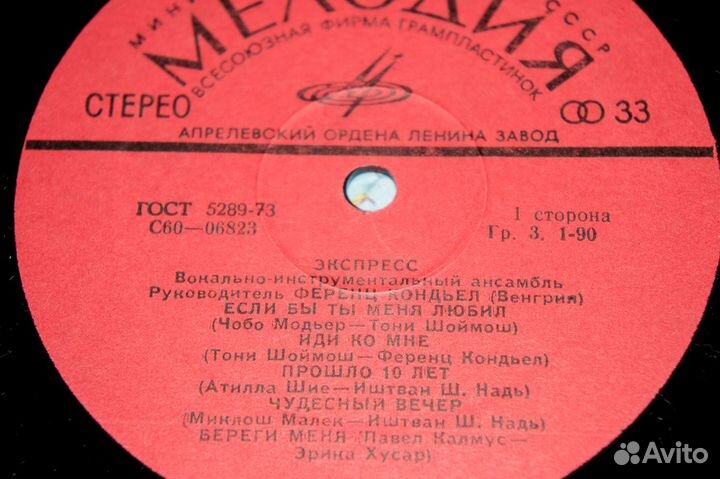 МИН СССР
МЕЛОДИЯ
ВСЕСОЮЗНАЯ ФИРМА ГРАМПЛАСТИНОК
СТЕРЕО 33
АПРЕЛЕВСКИЙ ОРДЕНА ЛЕНИНА ЗАВОД
ГОСТ 5289-73
С60—06823
1 сторона
Гр. 3. 1-90
ЭКСПРЕСС
Вокально-инструментальный ансамбль
Руководитель ФЕРЕНЦ КОНДЬЕЛ (Венгрия)
ЕСЛИ БЫ ТЫ МЕНЯ ЛЮБИЛ
(Чобо Модьер—Тони Шоймош)
ИДИ КО МНЕ
(Тони Шоймош—Ференц Кондьел)
ПРОШЛО 10 ЛЕТ
(Атилла Шие—Иштван Ш. Надь)
ЧУДЕСНЫЙ ВЕЧЕР
(Миклош Малек—Иштван Ш. Надь)
БЕРЕГИ МЕНЯ (Павел Калмус—
Эрика Хусар)
Avito